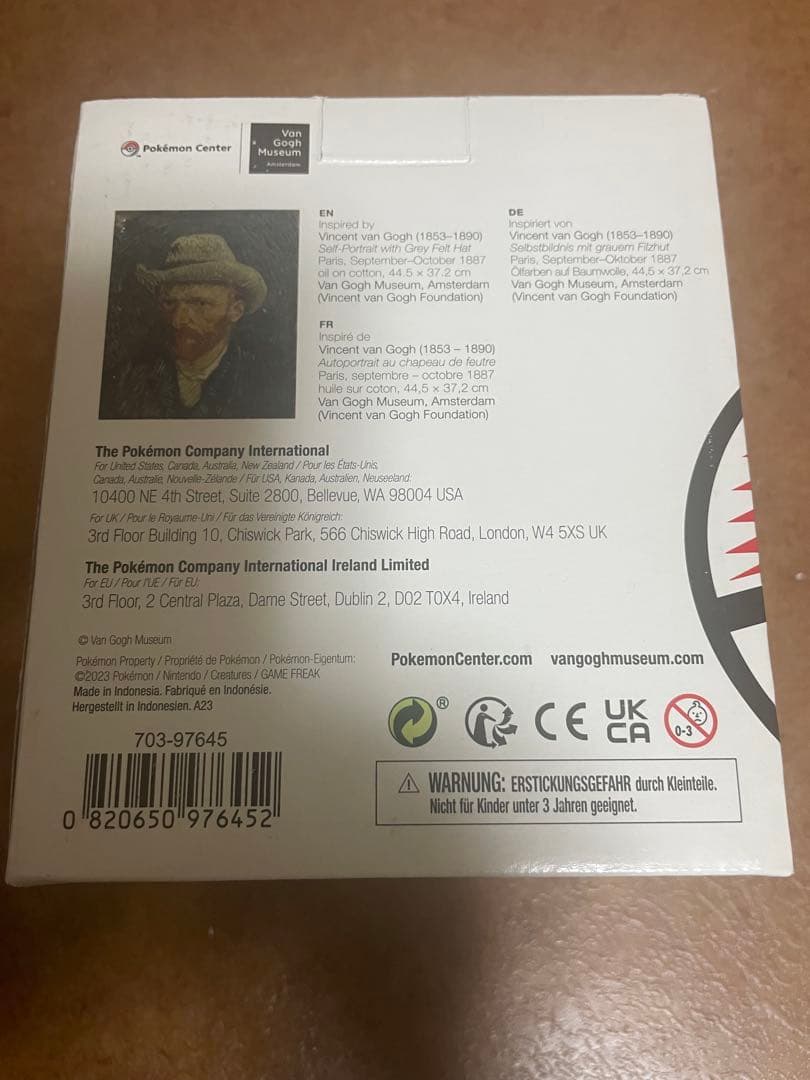 Pokémon Center
Van
Gogh
Museum
Amsterdam
EN
Inspired by
Vincent van Gogh (1853–1890)
Self-Portrait with Grey Felt Hat
Paris, September–October 1887
oil on cotton, 44.5 × 37.2 cm
Van Gogh Museum, Amsterdam
(Vincent van Gogh Foundation)
DE
Inspiriert von
Vincent van Gogh (1853–1890)
Selbstbildnis mit grauem Filzhut
Paris, September–Oktober 1887
Ölfarben auf Baumwolle, 44,5 × 37,2 cm
Van Gogh Museum, Amsterdam
(Vincent van Gogh Foundation)
FR
Inspiré de
Vincent van Gogh (1853 – 1890)
Autoportrait au chapeau de feutre
Paris, septembre – octobre 1887
huile sur coton, 44,5 × 37,2 cm
Van Gogh Museum, Amsterdam
(Vincent van Gogh Foundation)
The Pokémon Company International
For United States, Canada, Australia, New Zealand / Pour les États-Unis,
Canada, Australie, Nouvelle-Zélande / Für USA, Kanada, Australien, Neuseeland:
10400 NE 4th Street, Suite 2800, Bellevue, WA 98004 USA
For UK / Pour le Royaume-Uni / Für das Vereinigte Königreich:
3rd Floor Building 10, Chiswick Park, 566 Chiswick High Road, London, W4 5XS UK
The Pokémon Company International Ireland Limited
For EU / Pour l'UE / Für EU:
3rd Floor, 2 Central Plaza, Dame Street, Dublin 2, D02 T0X4, Ireland
© Van Gogh Museum
Pokémon Property / Propriété de Pokémon / Pokémon-Eigentum:
©2023 Pokémon / Nintendo / Creatures / GAME FREAK
Made in Indonesia. Fabriqué en Indonésie.
Hergestellt in Indonesien. A23
PokemonCenter.com vangoghmuseum.com
®
CE
UK
CA
0-3
703-97645
0 820650 976452
WARNUNG: ERSTICKUNGSGEFAHR durch Kleinteile.
Nicht für Kinder unter 3 Jahren geeignet.